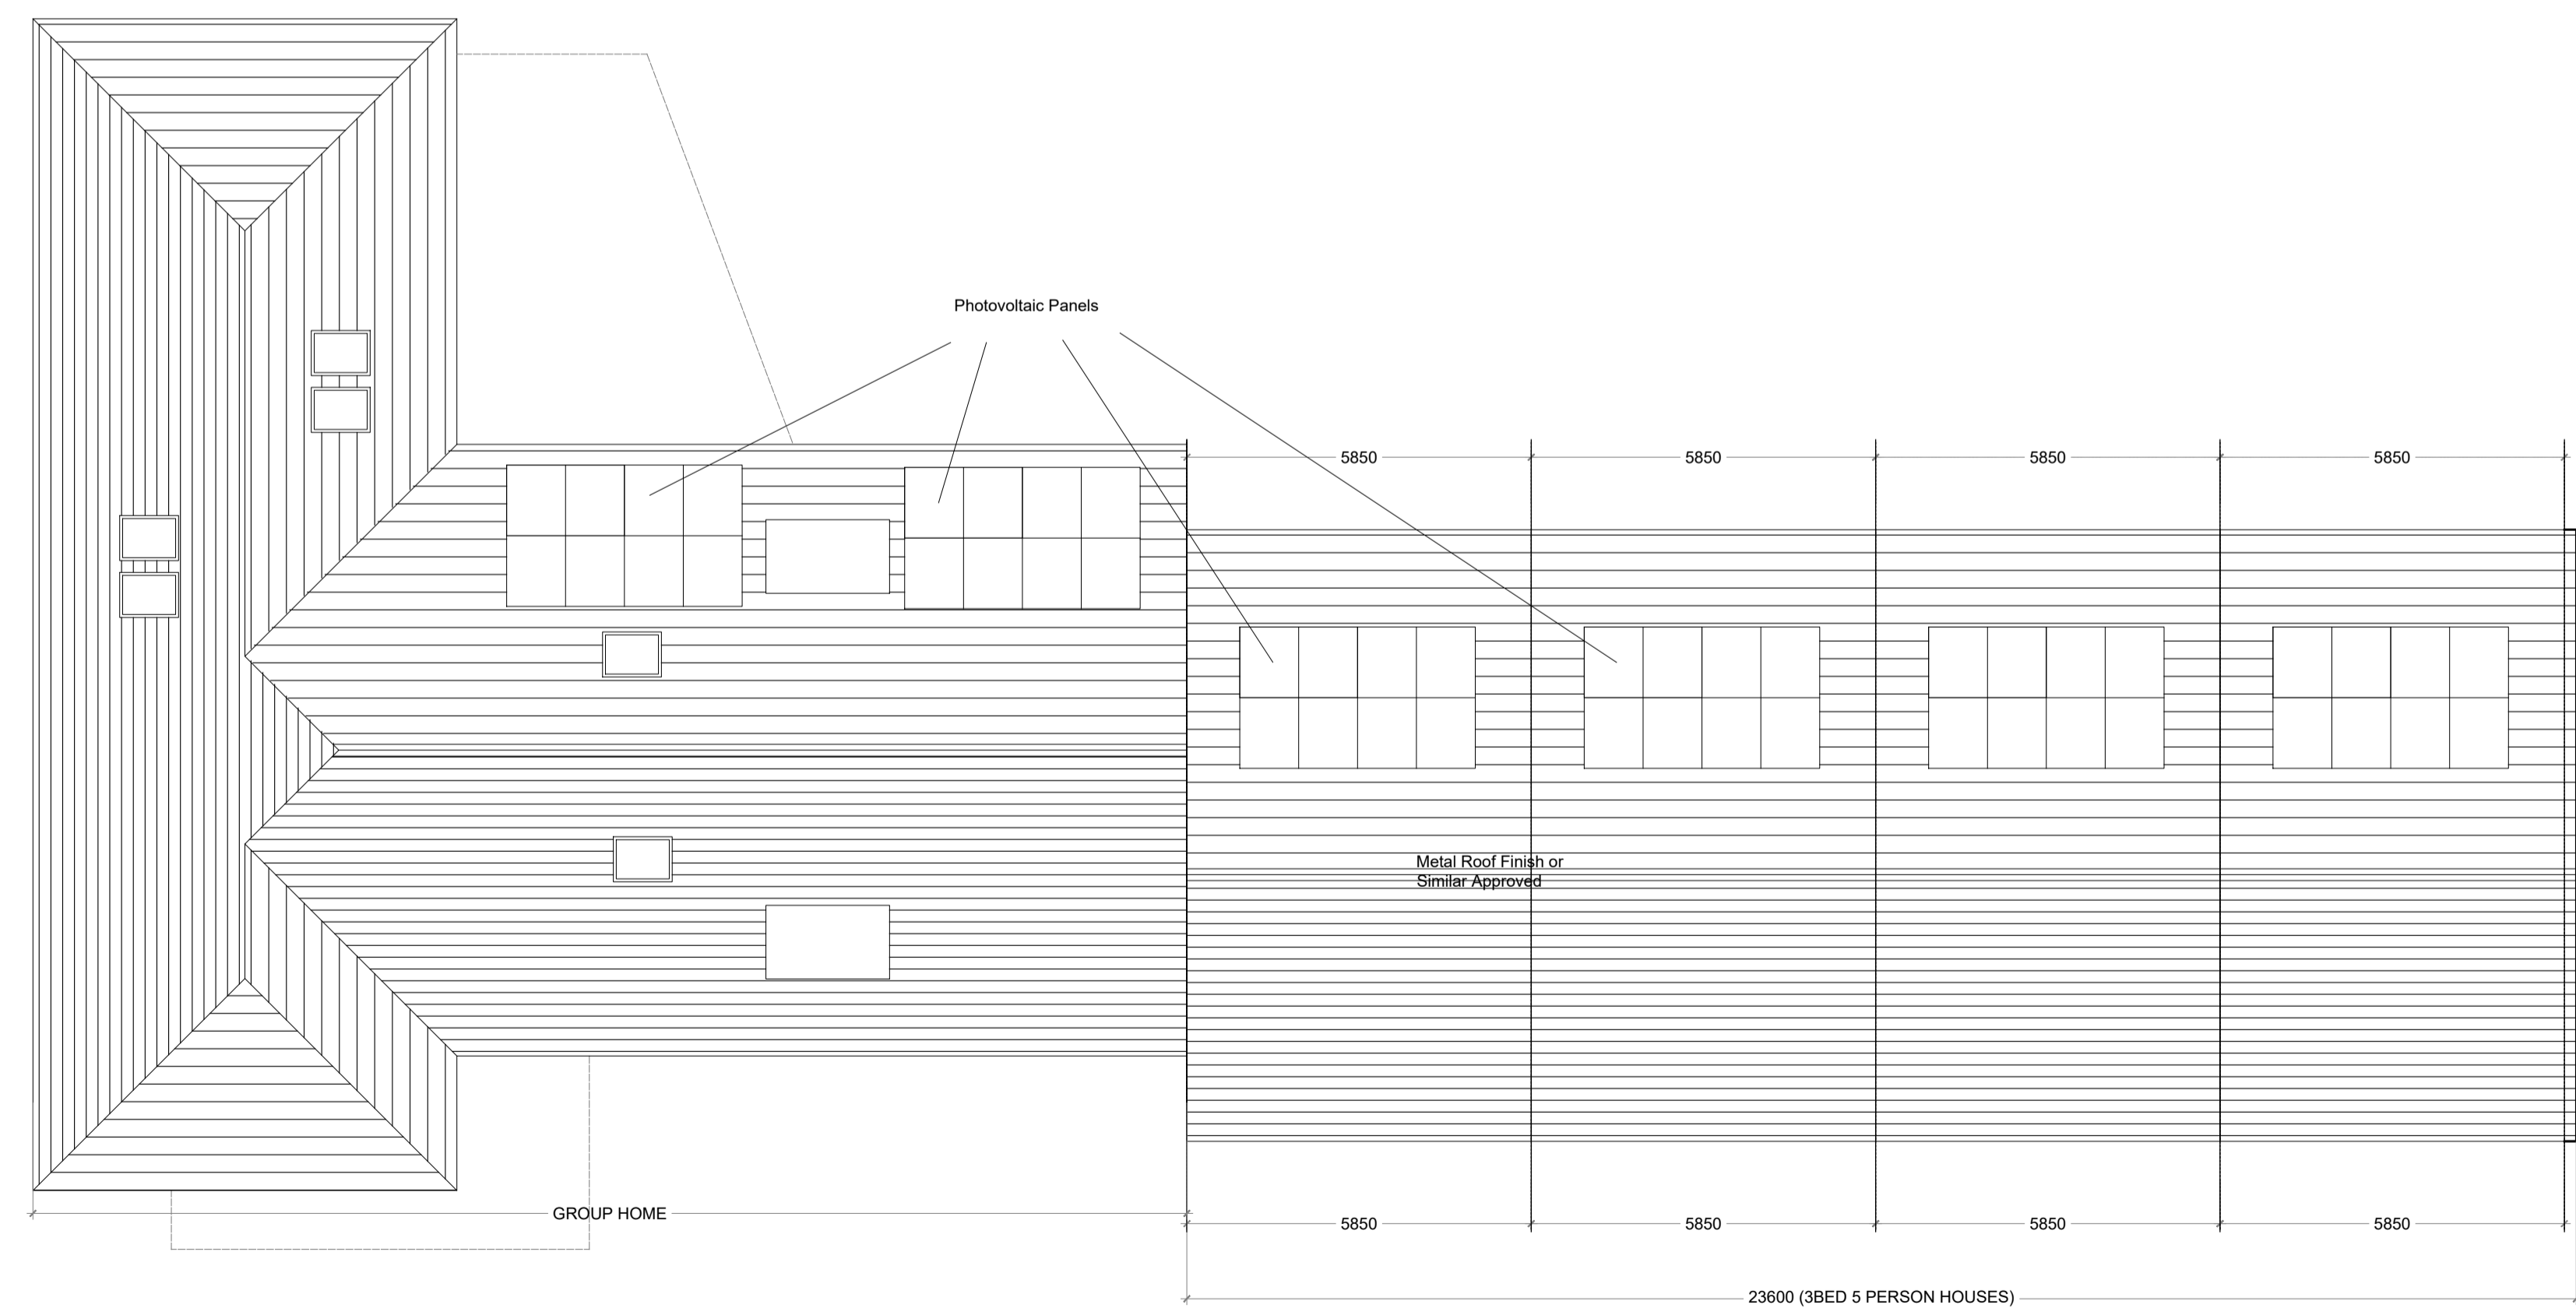 Photovoltaic Panels
5850
5850
5850
5850
Metal Roof Finish or
Similar Approved
GROUP HOME
5850
5850
5850
5850
23600 (3BED 5 PERSON HOUSES)